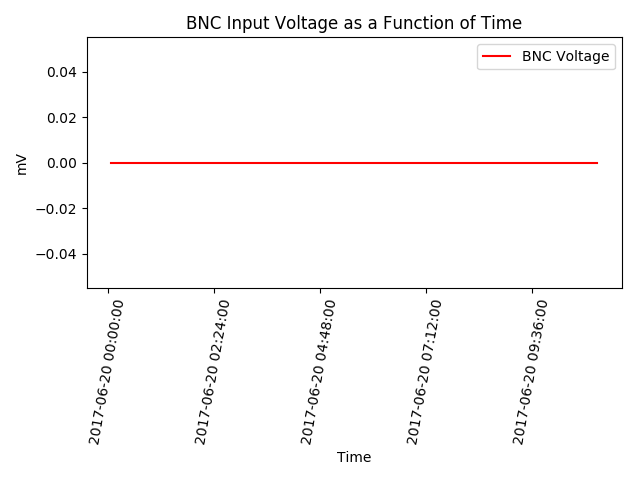 BNC Input Voltage as a Function of Time
BNC Voltage
0.04
0.02
0.00
−0.02
−0.04
mV
2017-06-20 00:00:00
2017-06-20 02:24:00
2017-06-20 04:48:00
2017-06-20 07:12:00
2017-06-20 09:36:00
Time